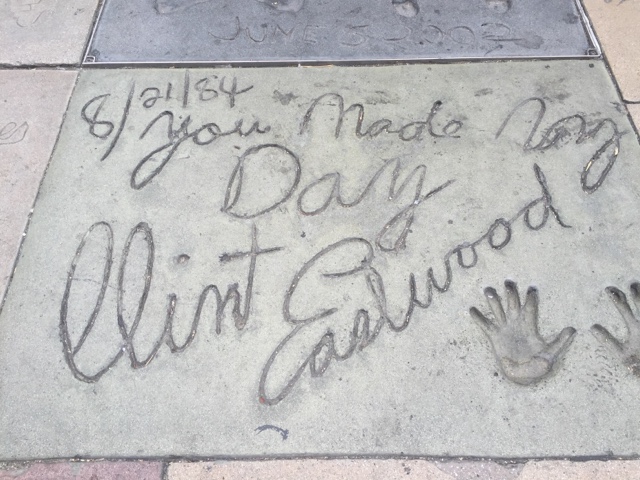 JUNE 5 2002
8/21/84
You Made My
Day
Clint Eastwood